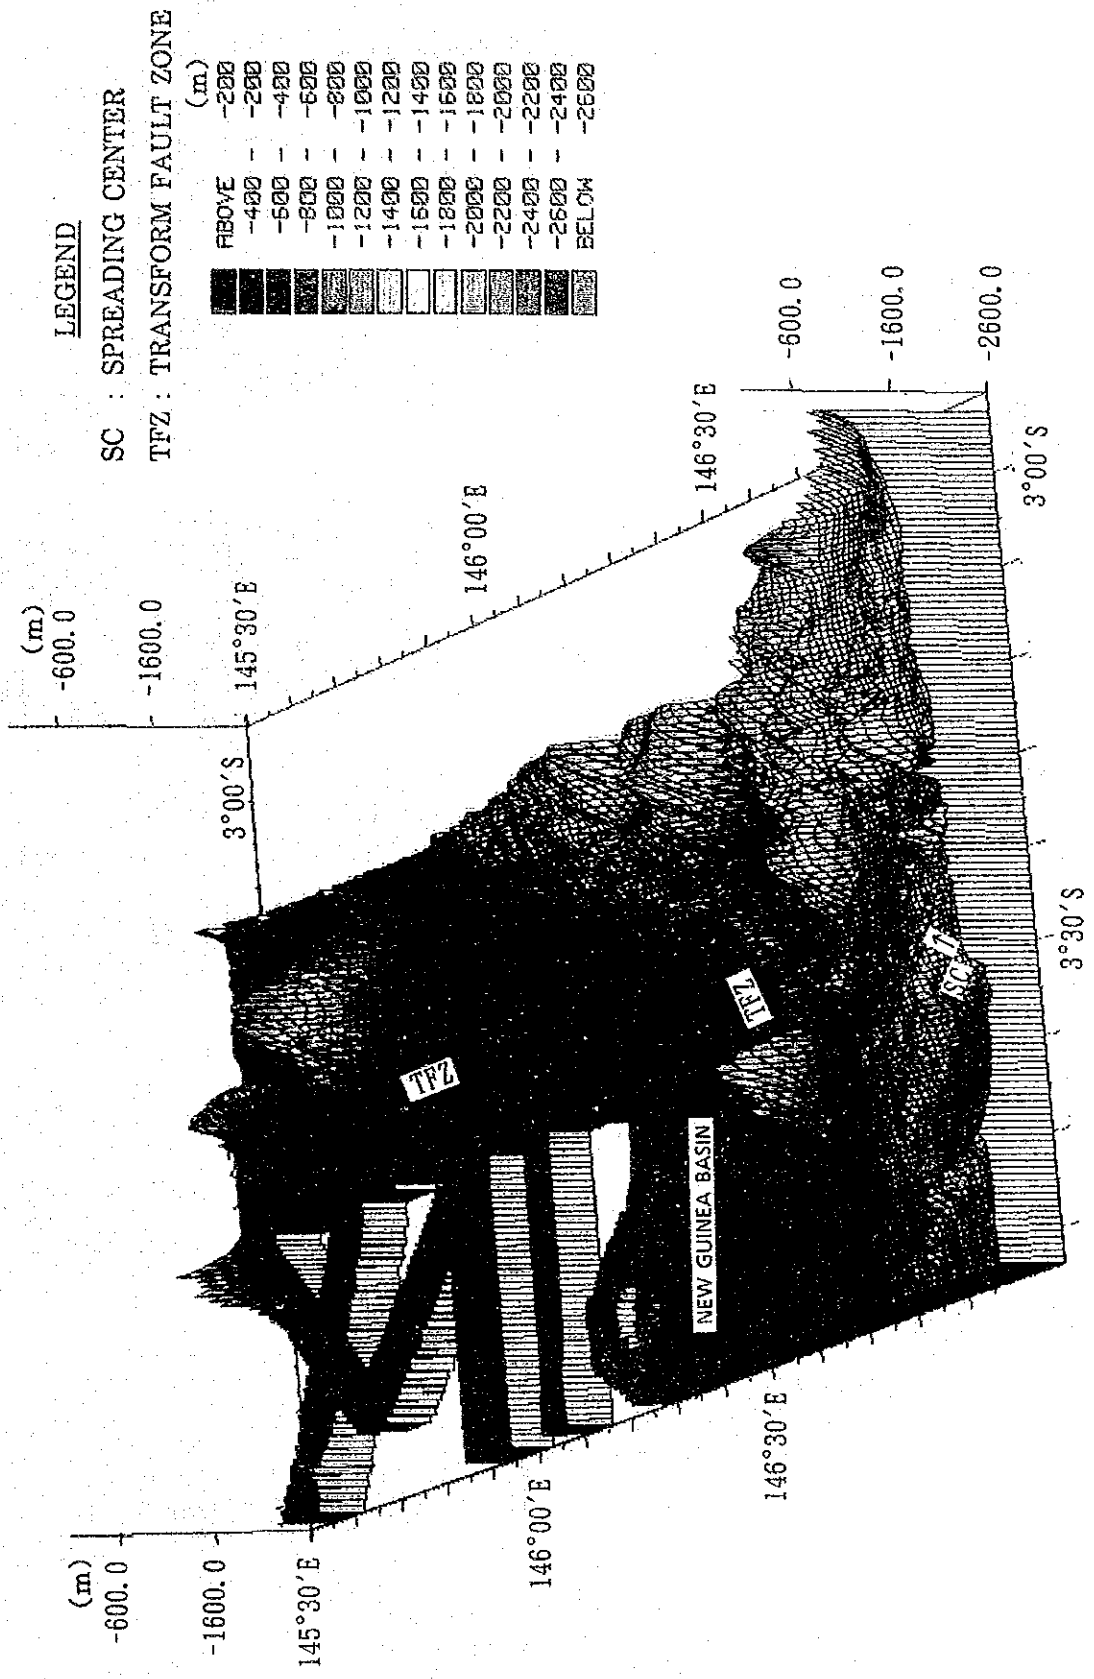 LEGEND
SC : SPREADING CENTER
TFZ : TRANSFORM FAULT ZONE
(m)
ABOVE -200
-400 - -200
-600 - -400
-800 - -600
-1000 - -800
-1200 - -1000
-1400 - -1200
-1600 - -1400
-1800 - -1600
-2000 - -1800
-2200 - -2000
-2400 - -2200
-2600 - -2400
BELOW -2600
(m)
-600.0
-1600.0
145°30'E
3°00'S
146°00'E
146°30'E
-600.0
-1600.0
-2600.0
3°00'S
3°30'S
(m)
-600.0
-1600.0
145°30'E
146°00'E
146°30'E
TFZ
TFZ
SC
NEW GUINEA BASIN